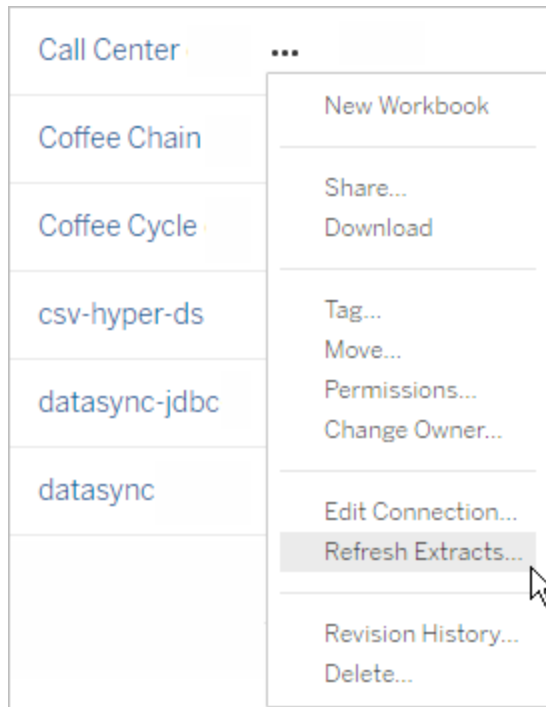 Call Center
•••
Coffee Chain
Coffee Cycle
csv-hyper-ds
datasync-jdbc
datasync
New Workbook
Share...
Download
Tag...
Move...
Permissions...
Change Owner...
Edit Connection...
Refresh Extracts...
Revision History...
Delete...